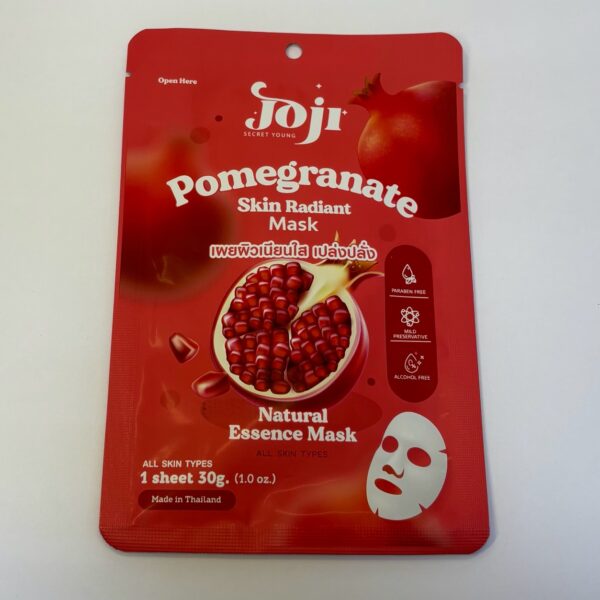 Open Here
Joji
SECRET YOUNG
Pomegranate
Skin Radiant
Mask
เผยผิวเนียนใส เปล่งปลั่ง
PARABEN FREE
MILD
PRESERVATIVE
ALCOHOL FREE
Natural
Essence Mask
ALL SKIN TYPES
ALL SKIN TYPES
1 sheet 30g. (1.0 oz.)
Made in Thailand